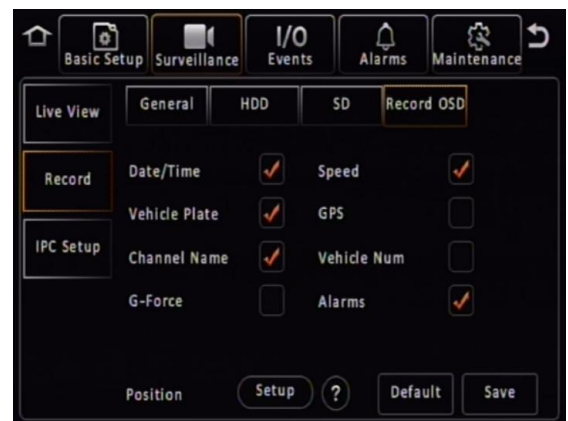 Basic Setup Surveillance I/O Events Alarms Maintenance
Live View General HDD SD Record OSD
Record Date/Time Speed
Vehicle Plate GPS
IPC Setup Channel Name Vehicle Num
G-Force Alarms
Position Setup ? Default Save